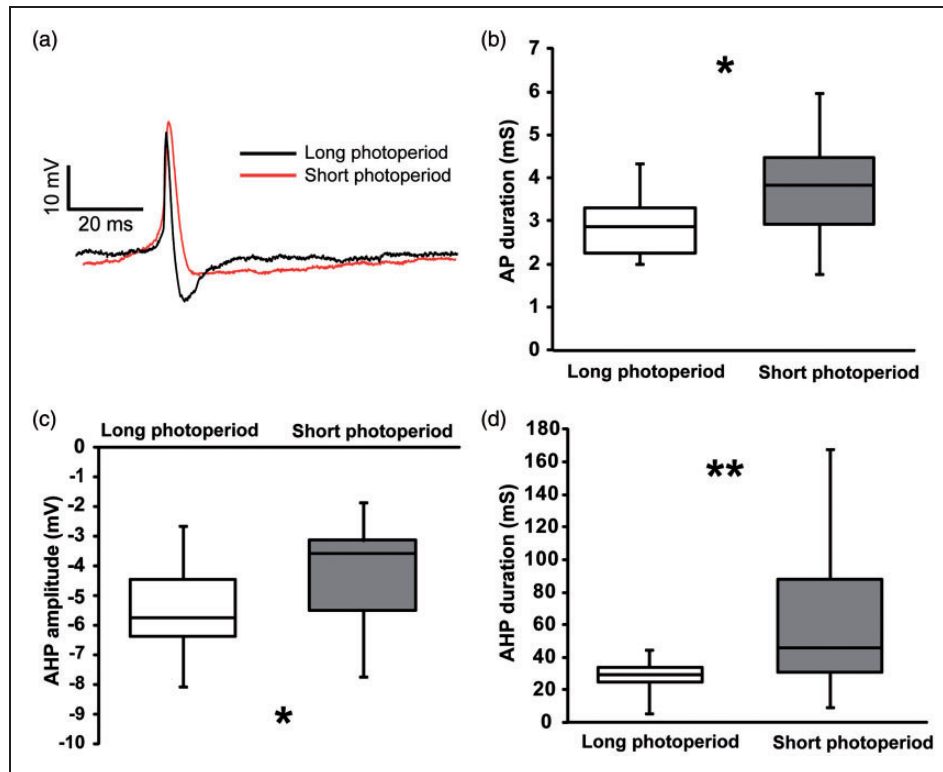 (a)
Long photoperiod
Short photoperiod
10 mV
20 ms
(b)
*
AP duration (mS)
7
6
5
4
3
2
1
0
Long photoperiod Short photoperiod
(c)
Long photoperiod Short photoperiod
AHP amplitude (mV)
0
-1
-2
-3
-4
-5
-6
-7
-8
-9
-10
*
(d)
**
AHP duration (mS)
180
160
140
120
100
80
60
40
20
0
Long photoperiod Short photoperiod